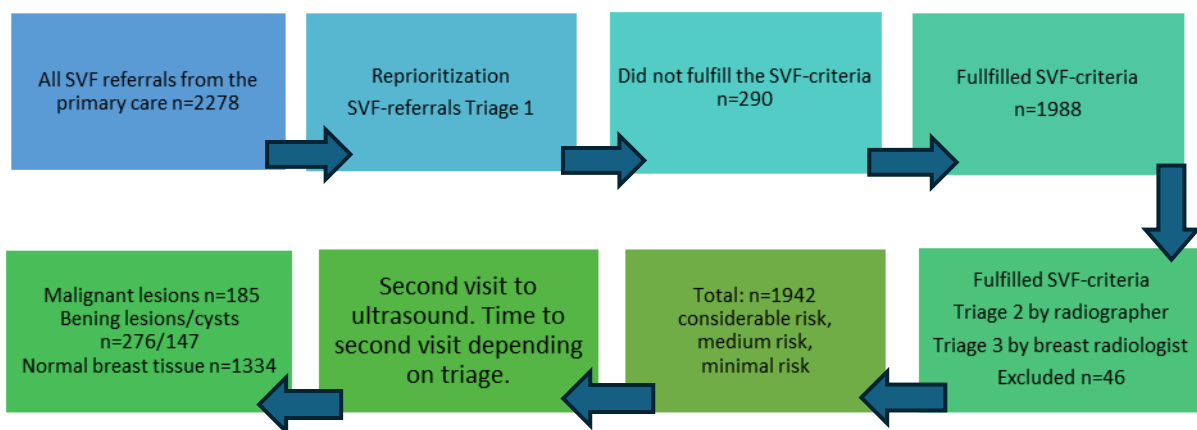 All SVF referrals from the
primary care n=2278
Reprioritization
SVF-referrals Triage 1
Did not fulfill the SVF-criteria
n=290
Fullfilled SVF-criteria
n=1988
Malignant lesions n=185
Bening lesions/cysts
n=276/147
Normal breast tissue n=1334
Second visit to
ultrasound. Time to
second visit depending
on triage.
Total: n=1942
considerable risk,
medium risk,
minimal risk
Fulfilled SVF-criteria
Triage 2 by radiographer
Triage 3 by breast radiologist
Excluded n=46